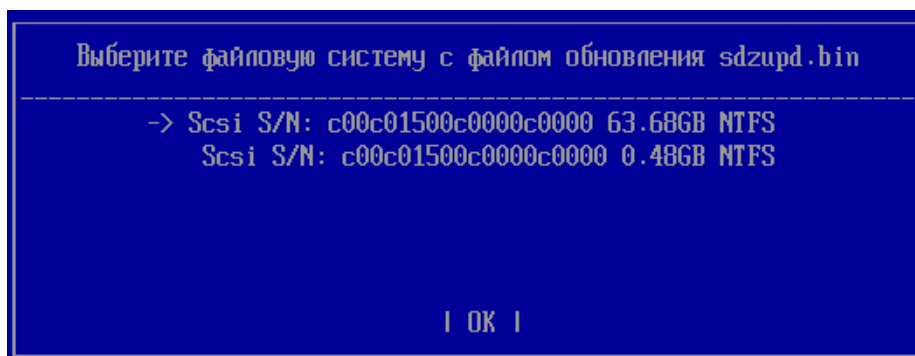 Выберите файловую систему с файлом обновления sdzupd.bin
-> Scsi S/N: c00c01500c0000c0000 63.68GB NTFS
Scsi S/N: c00c01500c0000c0000 0.48GB NTFS
| OK |